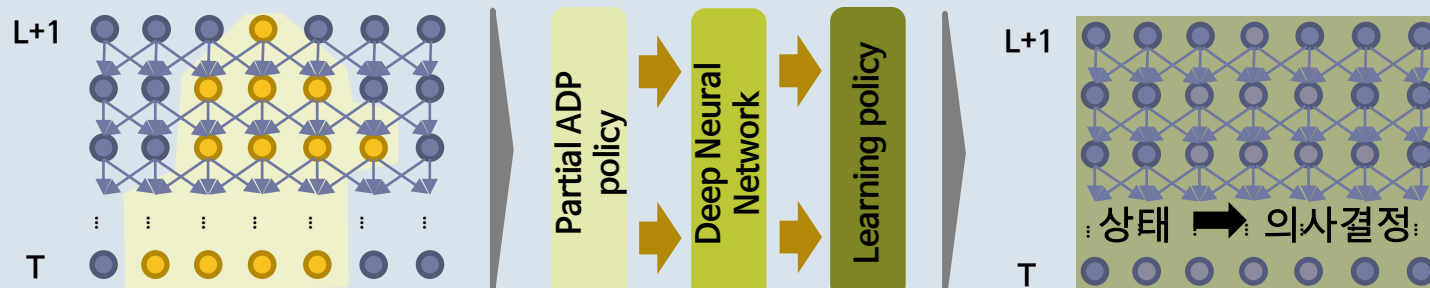 L+1
T
Partial ADP
policy
Deep Neural
Network
Learning policy
L+1
상태 의사결정
T